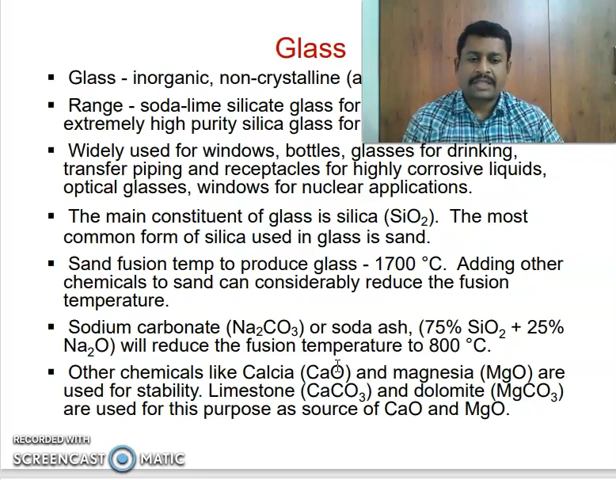 Glass
▪ Glass - inorganic, non-crystalline (a
▪ Range - soda-lime silicate glass for
extremely high purity silica glass for
▪ Widely used for windows, bottles, glasses for drinking,
transfer piping and receptacles for highly corrosive liquids,
optical glasses, windows for nuclear applications.
▪ The main constituent of glass is silica (SiO₂). The most
common form of silica used in glass is sand.
▪ Sand fusion temp to produce glass - 1700 °C. Adding other
chemicals to sand can considerably reduce the fusion
temperature.
▪ Sodium carbonate (Na₂CO₃) or soda ash, (75% SiO₂ + 25%
Na₂O) will reduce the fusion temperature to 800 °C.
▪ Other chemicals like Calcia (CaO) and magnesia (MgO) are
used for stability. Limestone (CaCO₃) and dolomite (MgCO₃)
are used for this purpose as source of CaO and MgO.
RECORDED WITH
SCREENCAST MATIC